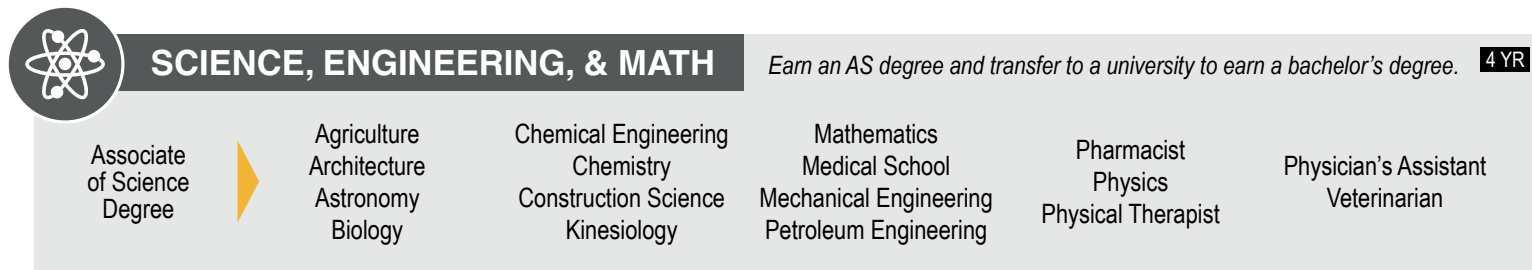 SCIENCE, ENGINEERING, & MATH
Earn an AS degree and transfer to a university to earn a bachelor's degree.
4 YR
Associate
of Science
Degree
Agriculture
Architecture
Astronomy
Biology
Chemical Engineering
Chemistry
Construction Science
Kinesiology
Mathematics
Medical School
Mechanical Engineering
Petroleum Engineering
Pharmacist
Physics
Physical Therapist
Physician's Assistant
Veterinarian